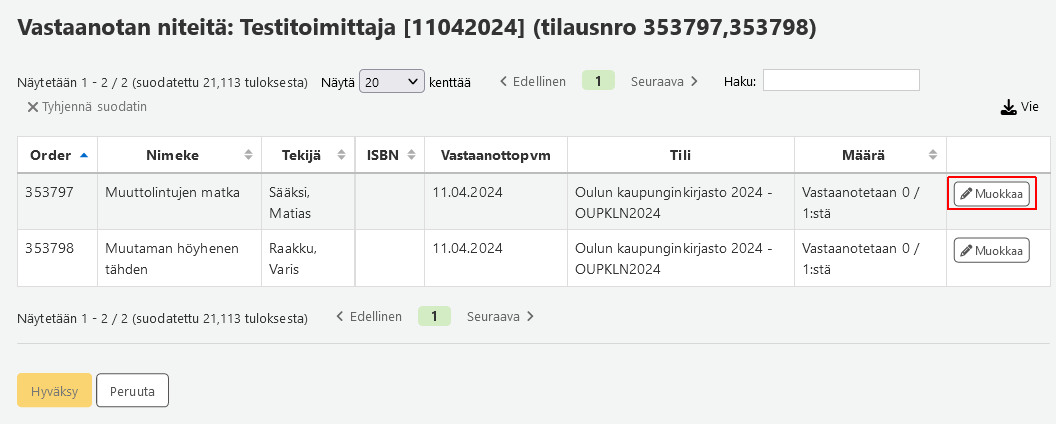 Vastaanotan niteitä: Testitoimittaja [11042024] (tilausnro 353797,353798)
Näytetään 1 - 2 / 2 (suodatettu 21,113 tuloksesta) Näytä 20 kenttää Edellinen 1 Seuraava Haku:
Tyhjennä suodatin Vie
Order Nimeke Tekijä ISBN Vastaanottopvm Tili Määrä
353797 Muuttolintujen matka Sääksi, 11.04.2024 Oulun kaupunginkirjasto 2024 - Vastaanotetaan 0 / Muokkaa
Matias OUPKLN2024 1:stä
353798 Muutaman höyhenen Raakku, 11.04.2024 Oulun kaupunginkirjasto 2024 - Vastaanotetaan 0 / Muokkaa
tähden Varis OUPKLN2024 1:stä
Näytetään 1 - 2 / 2 (suodatettu 21,113 tuloksesta) Edellinen 1 Seuraava
Hyväksy Peruuta